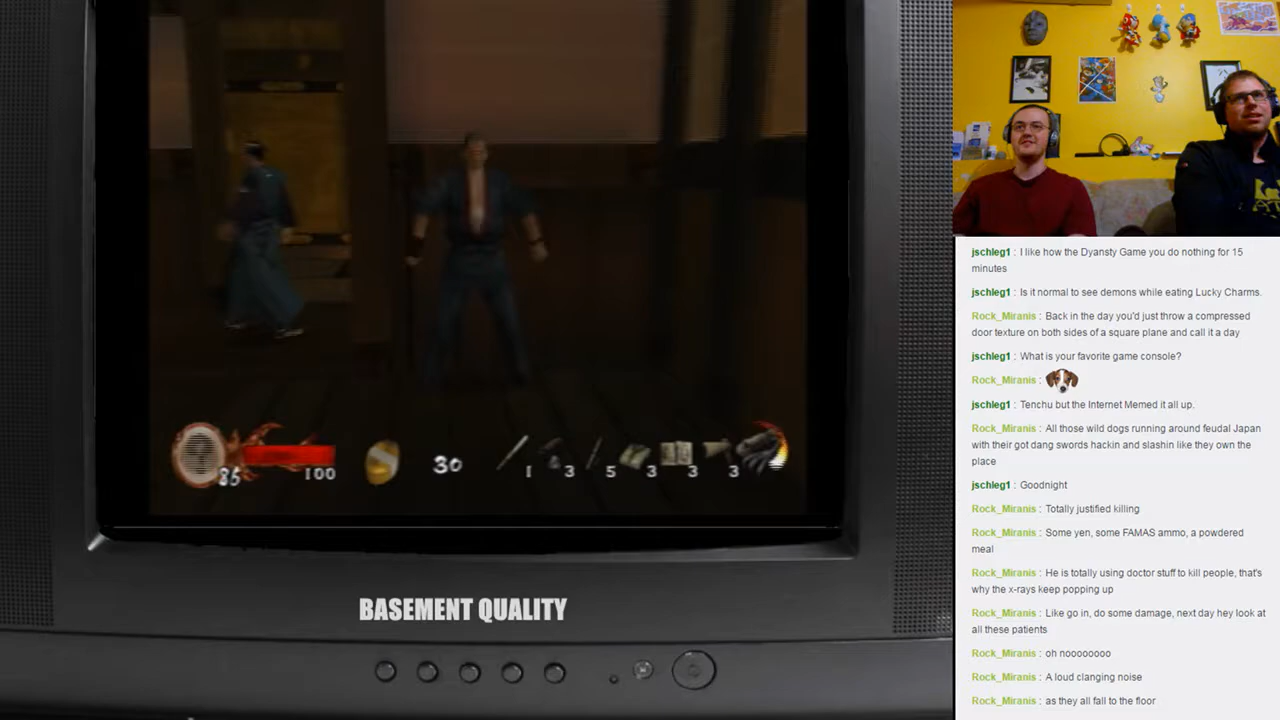 86
100
30
1
3
5
3
3
3
BASEMENT QUALITY
jschleg1 : I like how the Dyansty Game you do nothing for 15
minutes
jschleg1 : Is it normal to see demons while eating Lucky Charms.
Rock_Miranis : Back in the day you'd just throw a compressed
door texture on both sides of a square plane and call it a day
jschleg1 : What is your favorite game console?
Rock_Miranis :
jschleg1 : Tenchu but the Internet Memed it all up.
Rock_Miranis : All those wild dogs running around feudal Japan
with their got dang swords hackin and slashin like they own the
place
jschleg1 : Goodnight
Rock_Miranis : Totally justified killing
Rock_Miranis : Some yen, some FAMAS ammo, a powdered
meal
Rock_Miranis : He is totally using doctor stuff to kill people, that's
why the x-rays keep popping up
Rock_Miranis : Like go in, do some damage, next day hey look at
all these patients
Rock_Miranis : oh noooooooo
Rock_Miranis : A loud clanging noise
Rock_Miranis : as they all fall to the floor